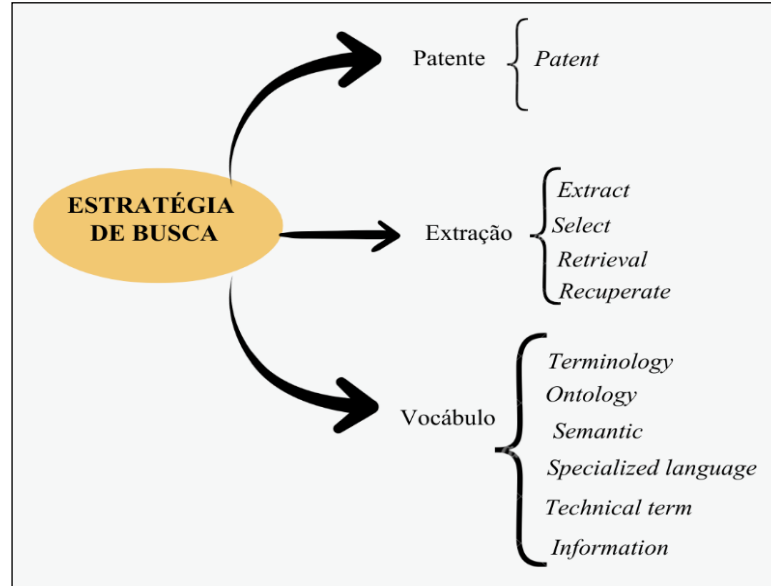 ESTRATÉGIA
DE BUSCA
Patente
Patent
Extração
Extract
Select
Retrieval
Recuperate
Vocábulo
Terminology
Ontology
Semantic
Specialized language
Technical term
Information